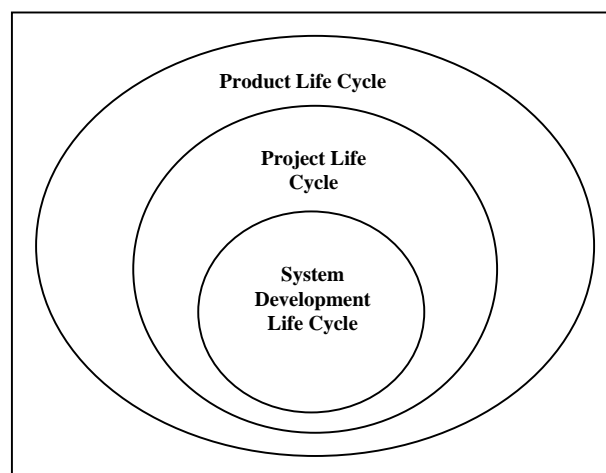 Product Life Cycle
Project Life
Cycle
System
Development
Life Cycle